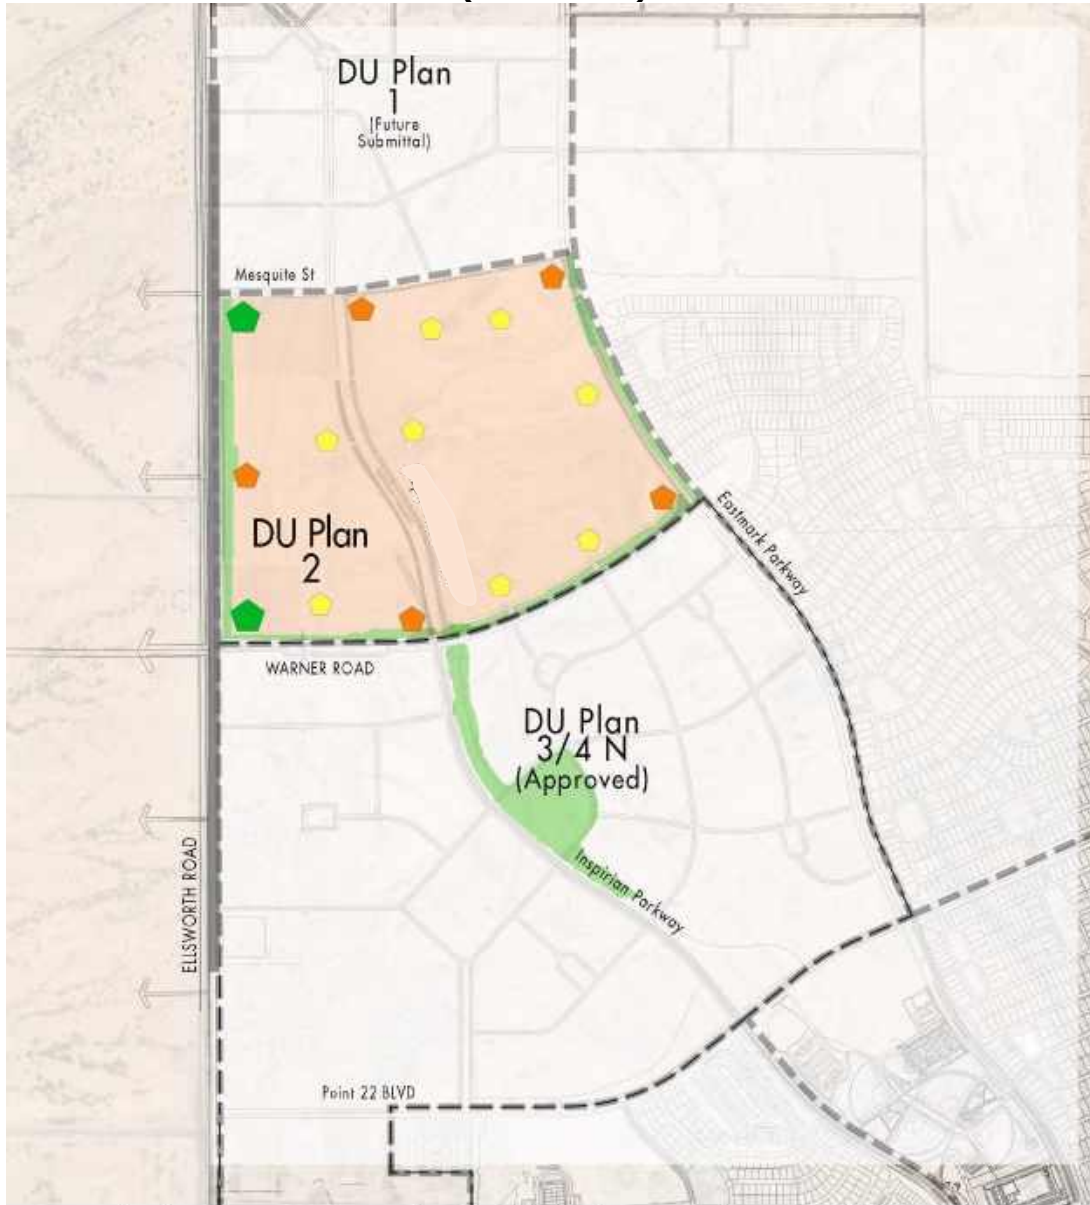 DU Plan
1
(Future
Submittal)
Mesquite St
DU Plan
2
Eastmark Parkway
WARNER ROAD
DU Plan
3/4 N
(Approved)
Inspirian Parkway
ELLSWORTH ROAD
Point 22 BLVD